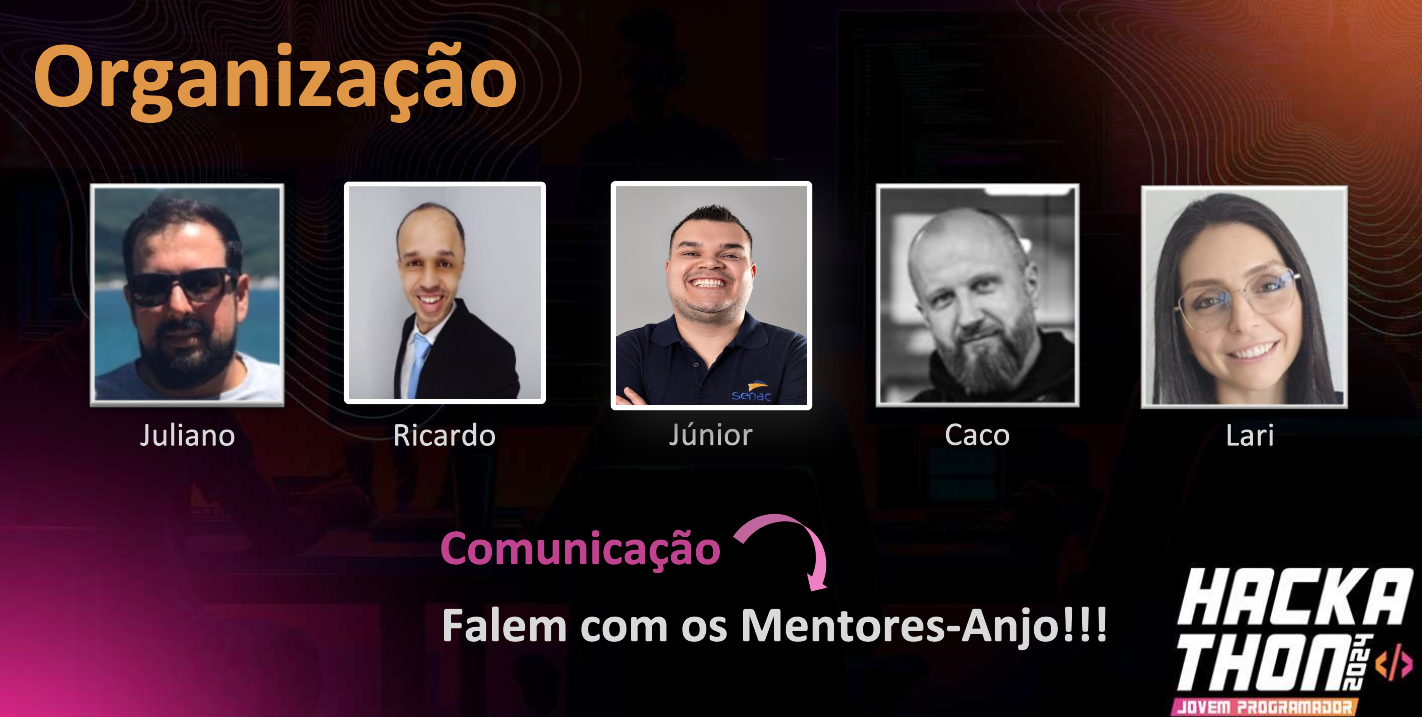 Organização
senac
Juliano
Ricardo
Júnior
Caco
Lari
Comunicação
Falem com os Mentores-Anjo!!!
HACKA
THON
2024
</>
JOVEM PROGRAMADOR